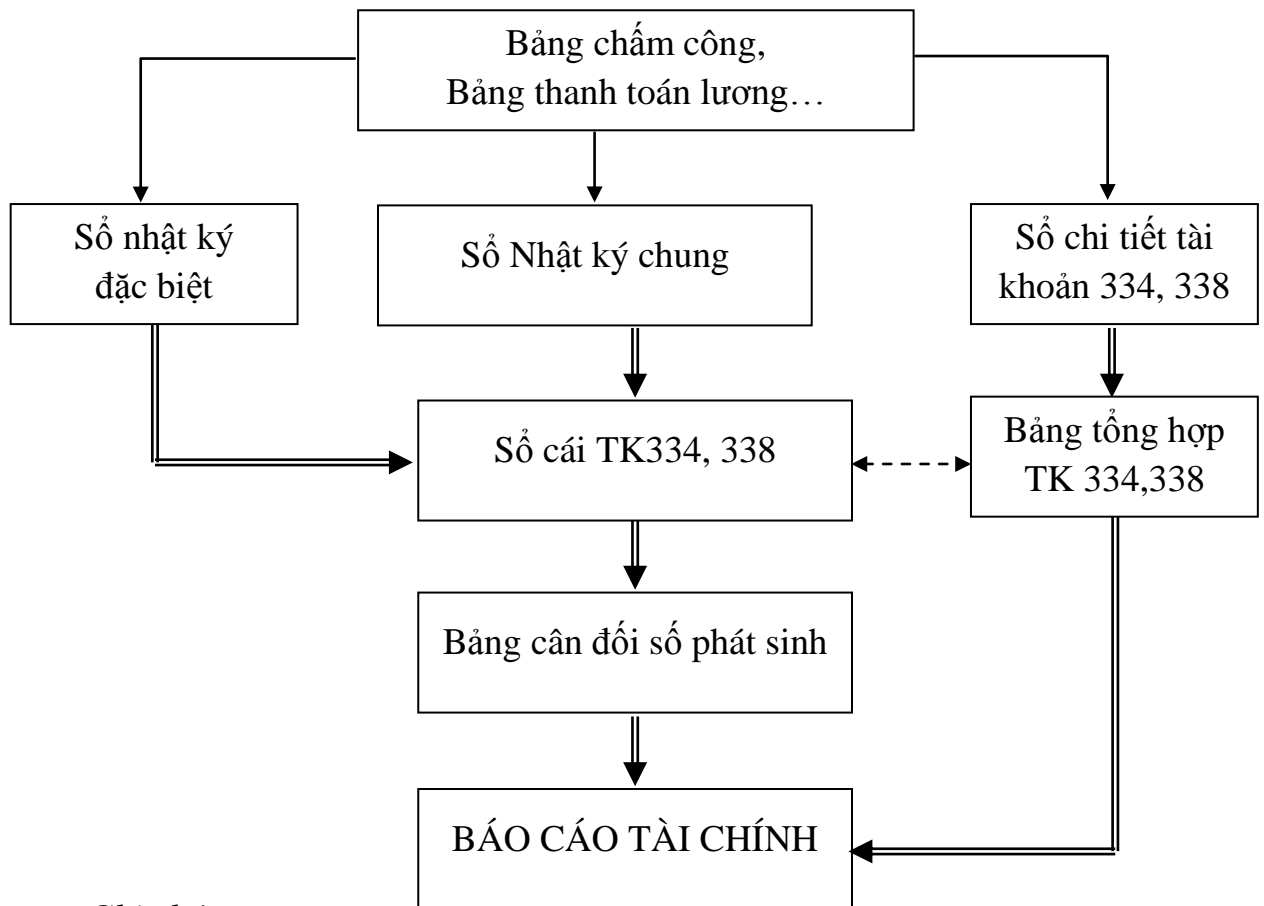 Bảng chấm công,
Bảng thanh toán lương…
Sổ nhật ký
đặc biệt
Sổ Nhật ký chung
Sổ chi tiết tài
khoản 334, 338
Sổ cái TK334, 338
Bảng tổng hợp
TK 334,338
Bảng cân đối số phát sinh
BÁO CÁO TÀI CHÍNH